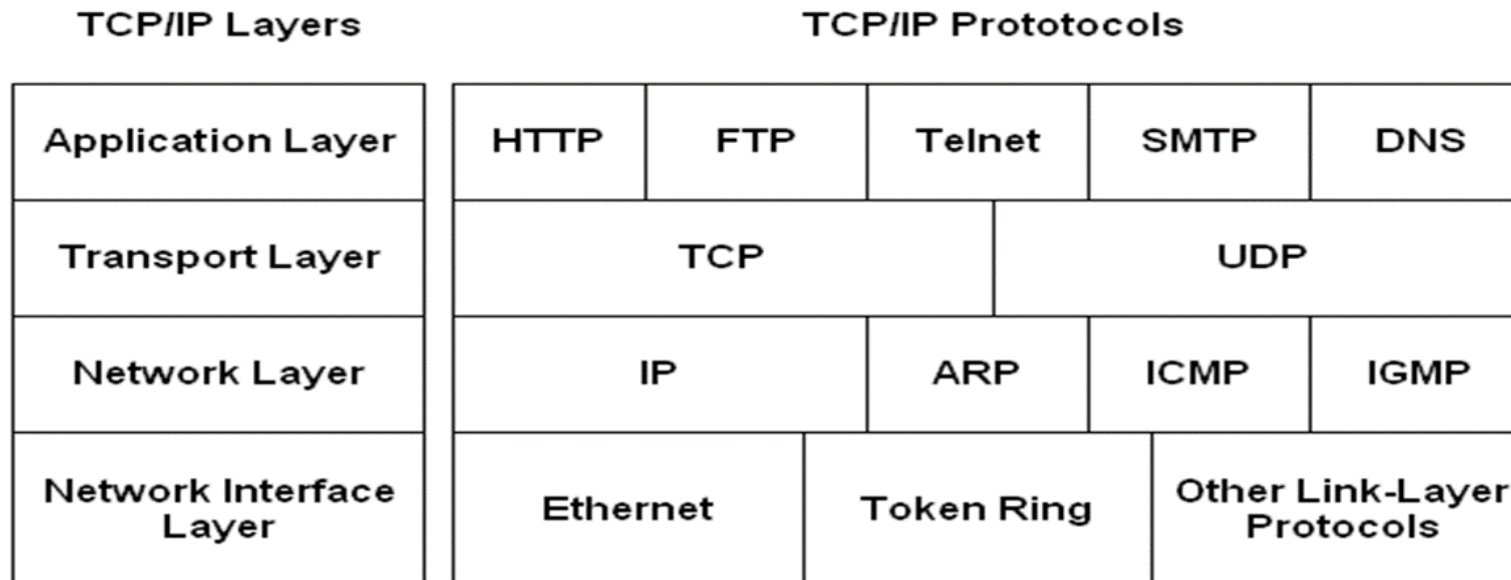 TCP/IP Layers
TCP/IP Prototocols
Application Layer
HTTP
FTP
Telnet
SMTP
DNS
Transport Layer
TCP
UDP
Network Layer
IP
ARP
ICMP
IGMP
Network Interface
Layer
Ethernet
Token Ring
Other Link-Layer
Protocols